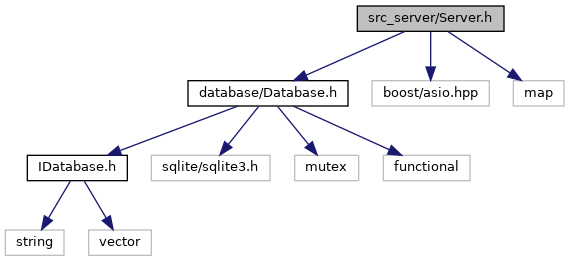 src_server/Server.h
database/Database.h
boost/asio.hpp
map
IDatabase.h
sqlite/sqlite3.h
mutex
functional
string
vector